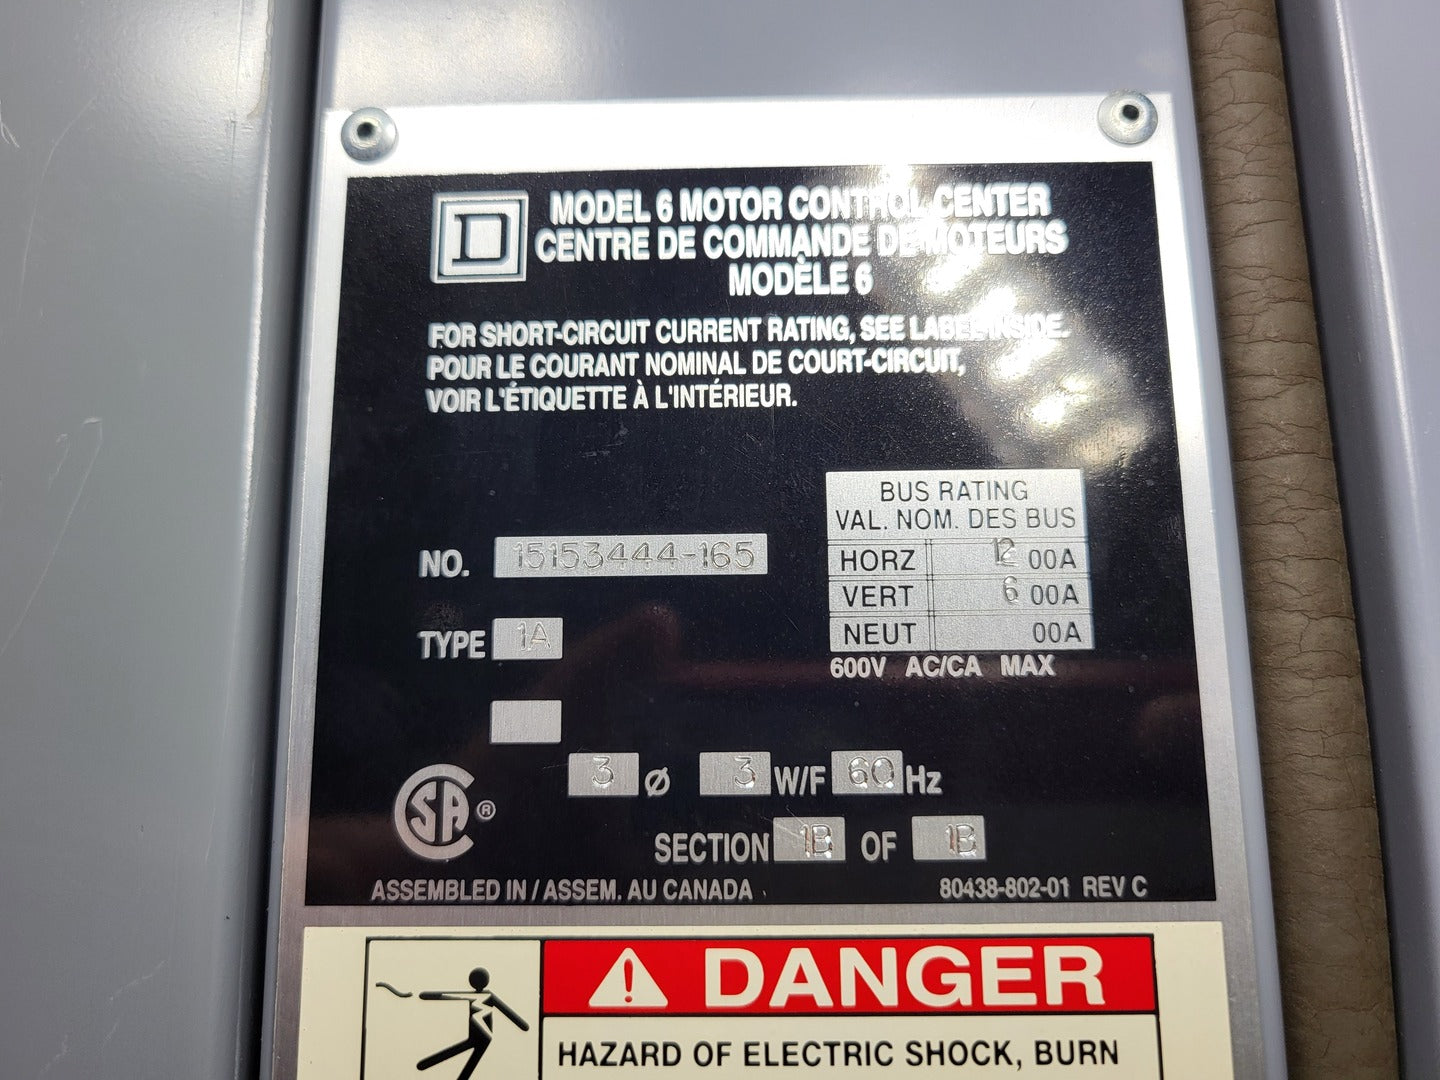 D
MODEL 6 MOTOR CONTROL CENTER
CENTRE DE COMMANDE DE MOTEURS
MODÈLE 6
FOR SHORT-CIRCUIT CURRENT RATING, SEE LABEL INSIDE.
POUR LE COURANT NOMINAL DE COURT-CIRCUIT,
VOIR L'ÉTIQUETTE À L'INTÉRIEUR.
BUS RATING
VAL. NOM. DES BUS
HORZ 12 00A
VERT 6 00A
NEUT 00A
600V AC/CA MAX
NO. 15153444-165
TYPE 1A
3 Ø 3 W/F 60 Hz
SECTION 1B OF 1B
CSA ®
ASSEMBLED IN / ASSEM. AU CANADA
80438-802-01 REV C
DANGER
HAZARD OF ELECTRIC SHOCK, BURN